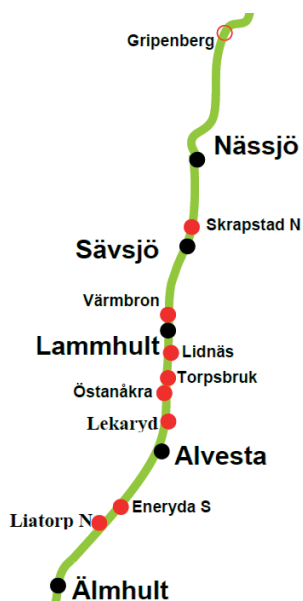 Gripenberg
Nässjö
Skrapstad N
Sävsjö
Värmbron
Lammhult
Lidnäs
Torpsbruk
Östanåkra
Lekaryd
Alvesta
Eneryda S
Liatorp N
Älmhult